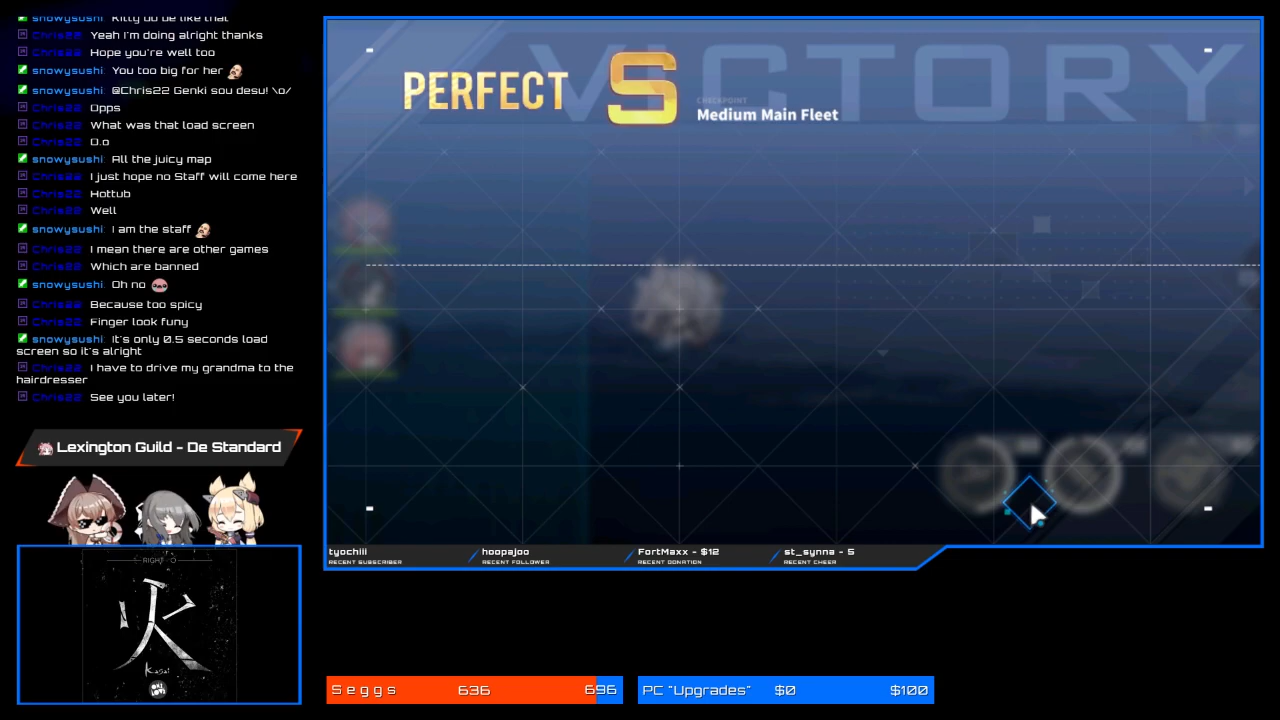 snowysushi: Kitty do be like that
Chris22: Yeah I'm doing alright thanks
Chris22: Hope you're well too
snowysushi: You too big for her
snowysushi: @Chris22 Genki sou desu! \o/
Chris22: Opps
Chris22: What was that load screen
Chris22: O.o
snowysushi: All the juicy map
Chris22: I just hope no Staff will come here
Chris22: Hottub
Chris22: Well
snowysushi: I am the staff
Chris22: I mean there are other games
Chris22: Which are banned
snowysushi: Oh no
Chris22: Because too spicy
Chris22: Finger look funy
snowysushi: It's only 0.5 seconds load
screen so it's alright
Chris22: I have to drive my grandma to the
hairdresser
Chris22: See you later!
Lexington Guild - De Standard
RIGHT
火
Kasai
VICTORY
PERFECT S
CHECKPOINT
Medium Main Fleet
tyochiii
RECENT SUBSCRIBER
hoopajoo
RECENT FOLLOWER
FortMaxx - $12
RECENT DONATION
st_synna - 5
RECENT CHEER
Seggs 636 696
PC "Upgrades" $0 $100